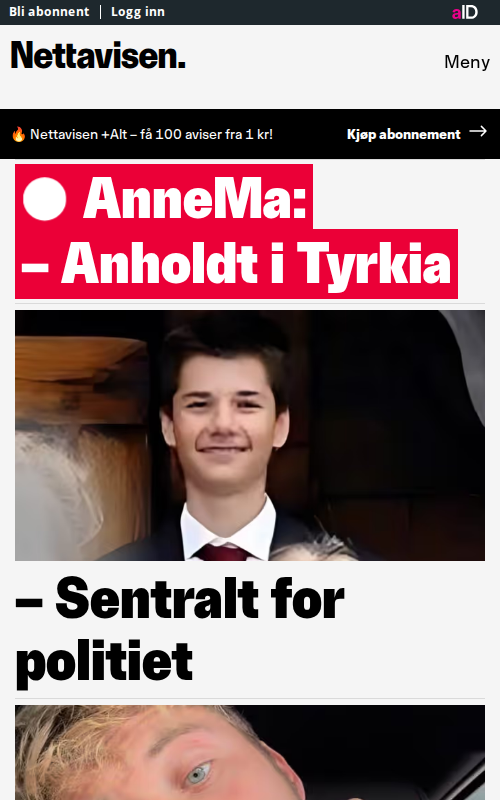 Bli abonnent | Logg inn
aID
Nettavisen.
Meny
🔥 Nettavisen +Alt – få 100 aviser fra 1 kr!
Kjøp abonnement →
AnneMa:
– Anholdt i Tyrkia
– Sentralt for
politiet